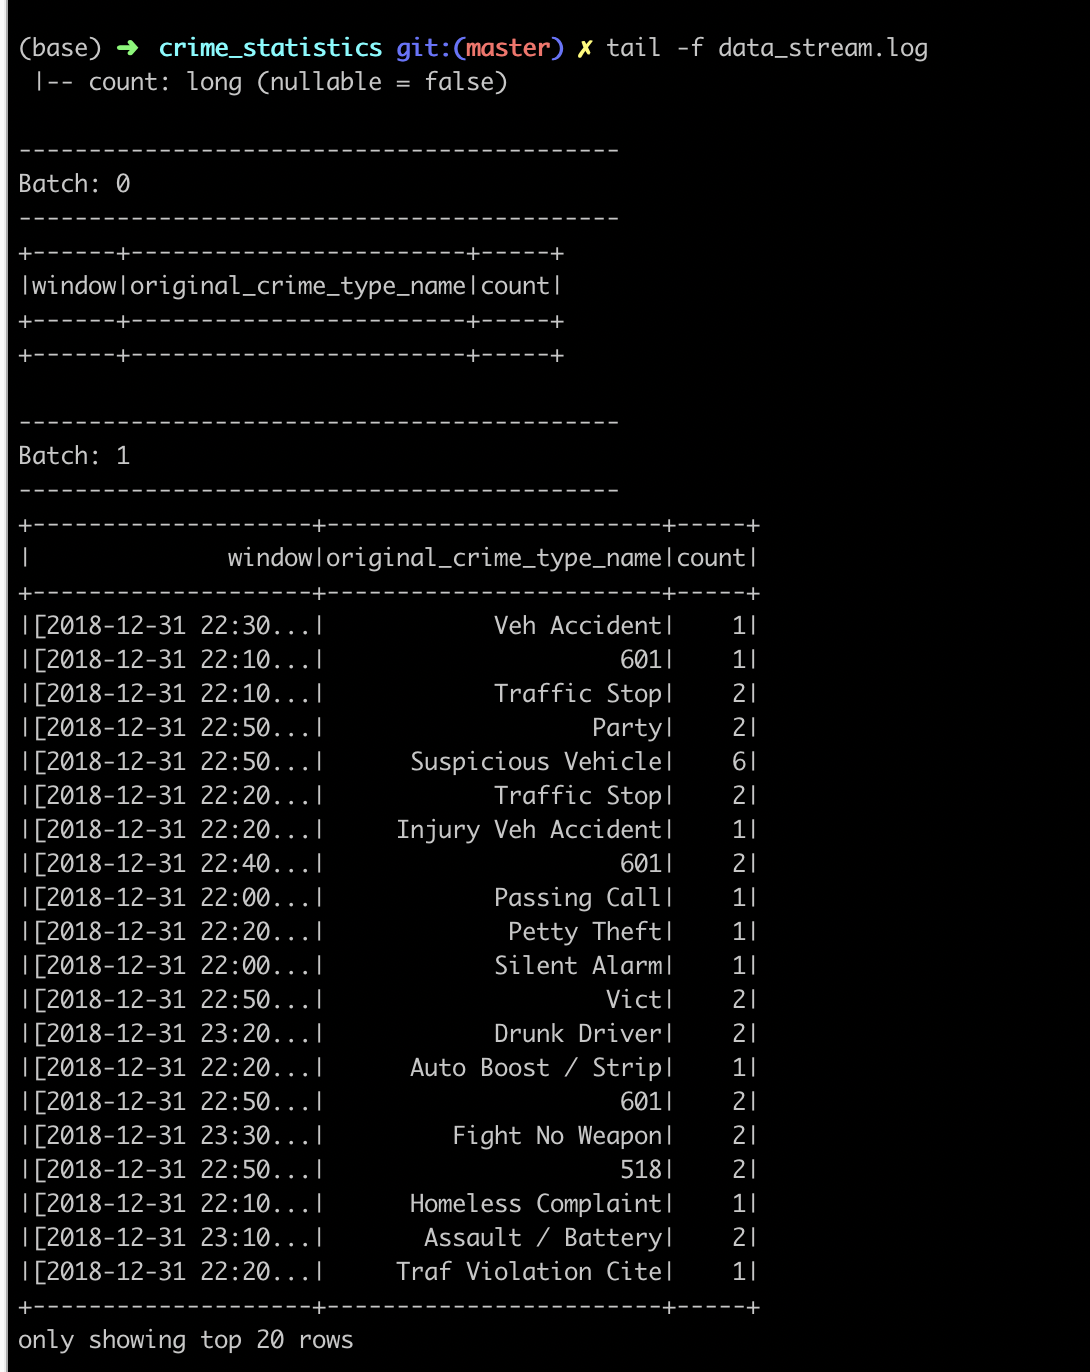 (base) ➜  crime_statistics git:(master) ✗ tail -f data_stream.log
 |-- count: long (nullable = false)

-------------------------------------------
Batch: 0
-------------------------------------------
+------+------------------------+-----+
|window|original_crime_type_name|count|
+------+------------------------+-----+
+------+------------------------+-----+

-------------------------------------------
Batch: 1
-------------------------------------------
+--------------------+------------------------+-----+
|              window|original_crime_type_name|count|
+--------------------+------------------------+-----+
|[2018-12-31 22:30...|            Veh Accident|    1|
|[2018-12-31 22:10...|                     601|    1|
|[2018-12-31 22:10...|            Traffic Stop|    2|
|[2018-12-31 22:50...|                   Party|    2|
|[2018-12-31 22:50...|      Suspicious Vehicle|    6|
|[2018-12-31 22:20...|            Traffic Stop|    2|
|[2018-12-31 22:20...|     Injury Veh Accident|    1|
|[2018-12-31 22:40...|                     601|    2|
|[2018-12-31 22:00...|            Passing Call|    1|
|[2018-12-31 22:20...|             Petty Theft|    1|
|[2018-12-31 22:00...|            Silent Alarm|    1|
|[2018-12-31 22:50...|                    Vict|    2|
|[2018-12-31 23:20...|            Drunk Driver|    2|
|[2018-12-31 22:20...|      Auto Boost / Strip|    1|
|[2018-12-31 22:50...|                     601|    2|
|[2018-12-31 23:30...|         Fight No Weapon|    2|
|[2018-12-31 22:50...|                     518|    2|
|[2018-12-31 22:10...|      Homeless Complaint|    1|
|[2018-12-31 23:10...|       Assault / Battery|    2|
|[2018-12-31 22:20...|     Traf Violation Cite|    1|
+--------------------+------------------------+-----+
only showing top 20 rows